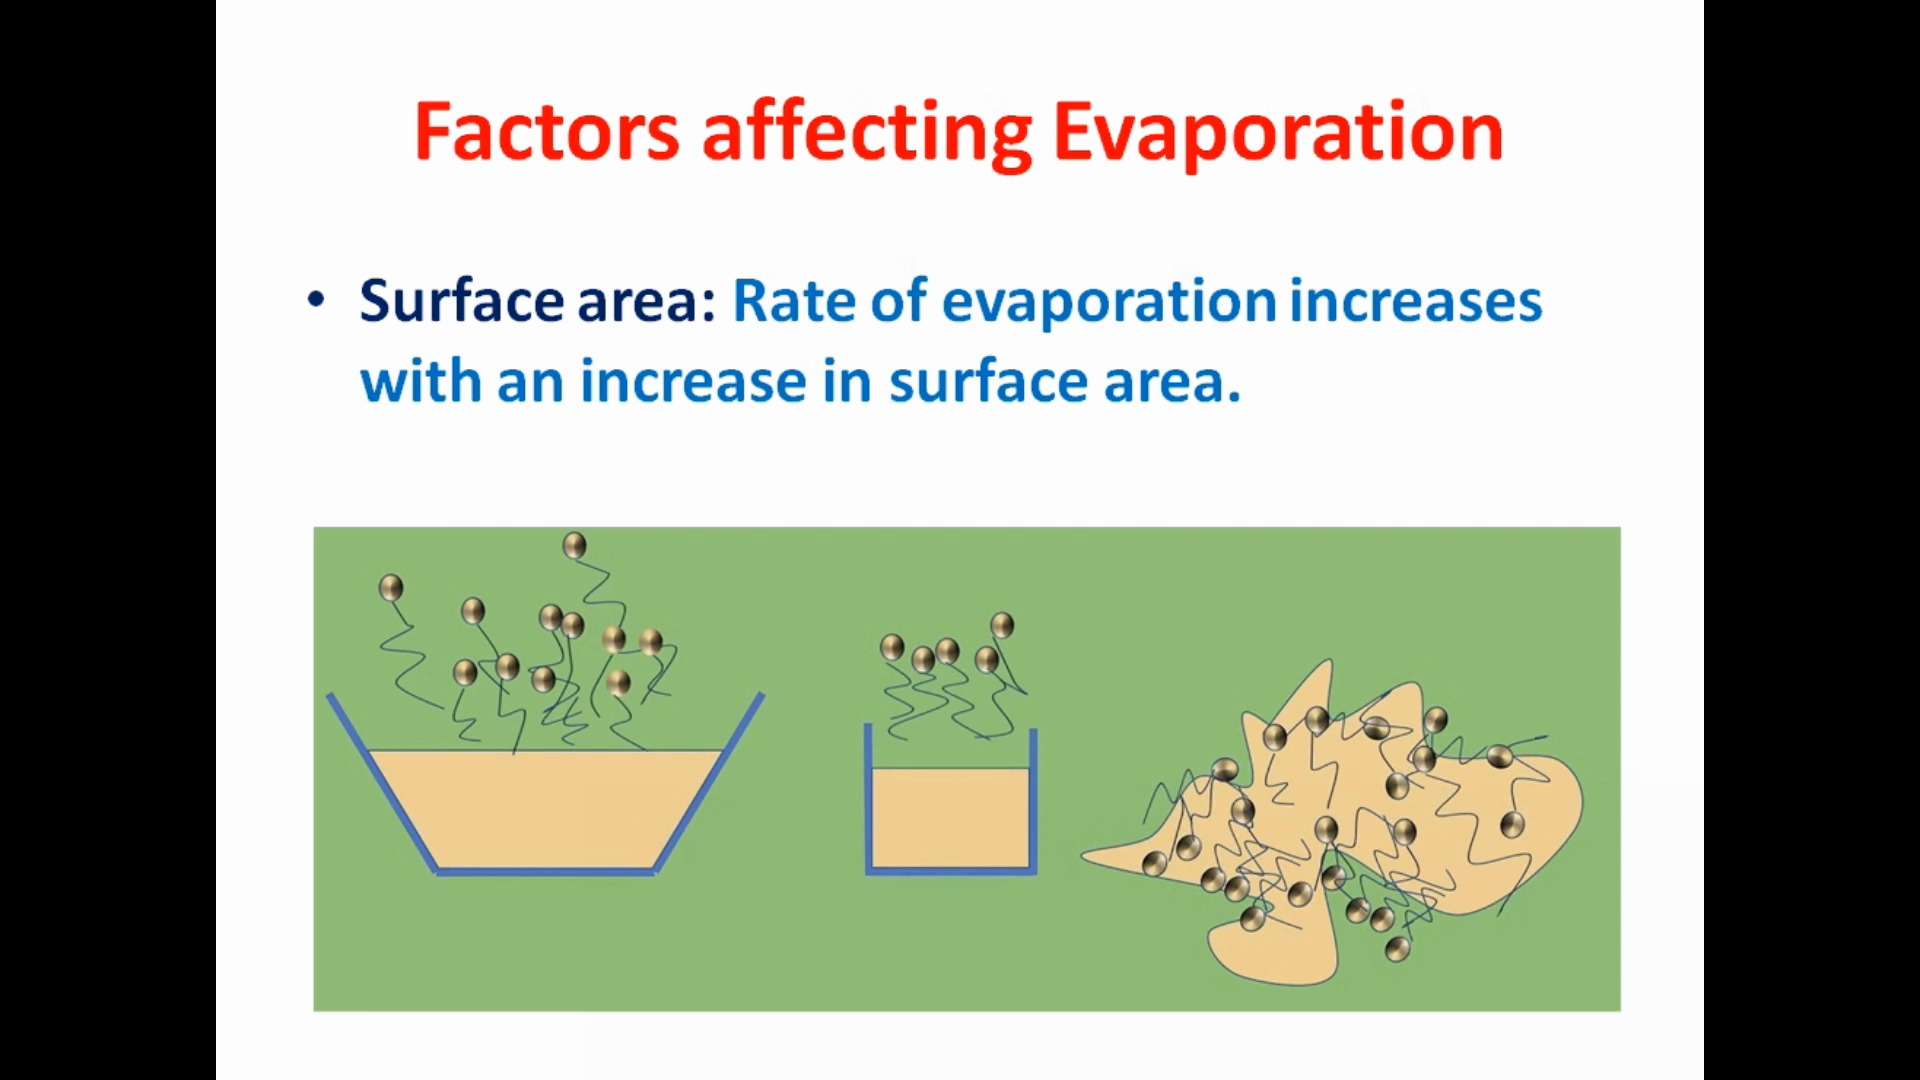 Factors affecting Evaporation
• Surface area: Rate of evaporation increases
with an increase in surface area.